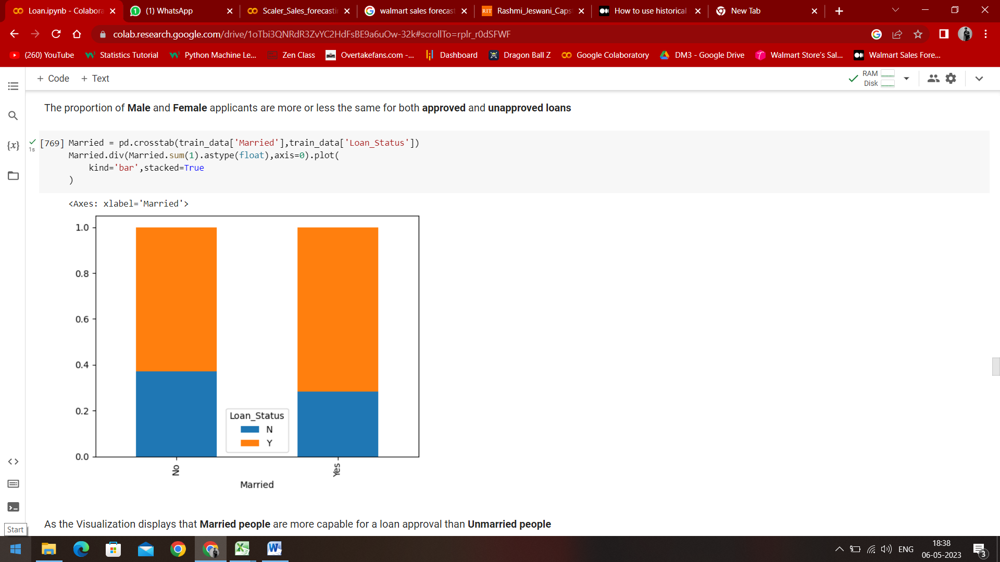 Loan.ipynb - Colabora
(1) WhatsApp
Scaler_Sales_forecasti
walmart sales forecast
RIT
Rashmi_Jeswani_Caps
How to use historical
New Tab
colab.research.google.com/drive/1oTbi3QNRdR3ZvYC2HdFsBE9a6uOw-32k#scrollTo=rplr_r0dSFWF
(260) YouTube
Statistics Tutorial
Python Machine Le...
Zen Class
Overtakefans.com -...
Dashboard
Dragon Ball Z
Google Colaboratory
DM3 - Google Drive
Walmart Store's Sal...
Walmart Sales Fore...
+ Code + Text
RAM
Disk
The proportion of Male and Female applicants are more or less the same for both approved and unapproved loans
{x}
1s
[769] Married = pd.crosstab(train_data['Married'],train_data['Loan_Status'])
Married.div(Married.sum(1).astype(float),axis=0).plot(
kind='bar',stacked=True
)
<Axes: xlabel='Married'>
1.0
0.8
0.6
0.4
0.2
0.0
Loan_Status
N
Y
No
Yes
Married
As the Visualization displays that Married people are more capable for a loan approval than Unmarried people
Start
ENG
18:38
06-05-2023
3